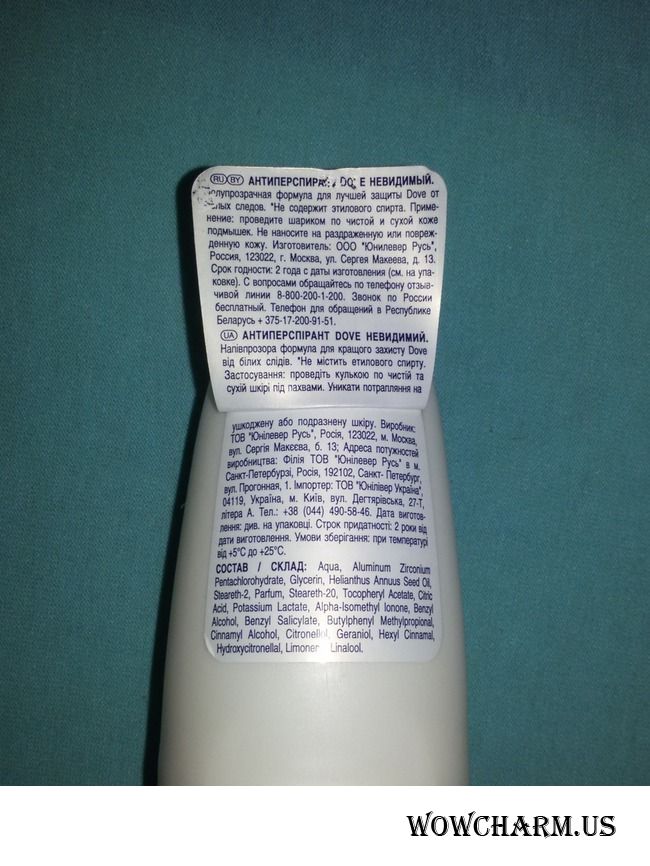 RU BY АНТИПЕРСПИРАНТ DOVE НЕВИДИМЫЙ.
Полупрозрачная формула для лучшей защиты Dove от
белых следов. *Не содержит этилового спирта. Приме-
нение: проведите шариком по чистой и сухой коже
подмышек. Не наносите на раздраженную или повреж-
денную кожу. Изготовитель: ООО "Юнилевер Русь",
Россия, 123022, г. Москва, ул. Сергея Макеева, д. 13.
Срок годности: 2 года с даты изготовления (см. на упа-
ковке). С вопросами обращайтесь по телефону отзыв-
чивой линии 8-800-200-1-200. Звонок по России
бесплатный. Телефон для обращений в Республике
Беларусь + 375-17-200-91-51.
UA АНТИПЕРСПІРАНТ DOVE НЕВИДИМИЙ.
Напівпрозора формула для кращого захисту Dove
від білих слідів. *Не містить етилового спирту.
Застосування: проведіть кулькою по чистій та
сухій шкірі під пахвами. Уникати потрапляння на
ушкоджену або подразнену шкіру. Виробник:
ТОВ "Юнілевер Русь", Росія, 123022, м. Москва,
вул. Сергія Макєєва, б. 13; Адреса потужностей
виробництва: Філія ТОВ "Юнілевер Русь" в м.
Санкт-Петербурзі, Росія, 192102, Санкт- Петербург,
вул. Прогонная, 1. Імпортер: ТОВ "Юнілівер Україна",
04119, Україна, м. Київ, вул. Дегтярівська, 27-Т,
літера А. Тел.: +38 (044) 490-58-46. Дата виготов-
лення: див. на упаковці. Строк придатності: 2 роки від
дати виготовлення. Умови зберігання: при температурі
від +5°С до +25°С.
СОСТАВ / СКЛАД: Aqua, Aluminum Zirconium
Pentachlorohydrate, Glycerin, Helianthus Annuus Seed Oil,
Steareth-2, Parfum, Steareth-20, Tocopheryl Acetate, Citric
Acid, Potassium Lactate, Alpha-Isomethyl Ionone, Benzyl
Alcohol, Benzyl Salicylate, Butylphenyl Methylpropional,
Cinnamyl Alcohol, Citronellol, Geraniol, Hexyl Cinnamal,
Hydroxycitronellal, Limonene, Linalool.
WOWCHARM.US